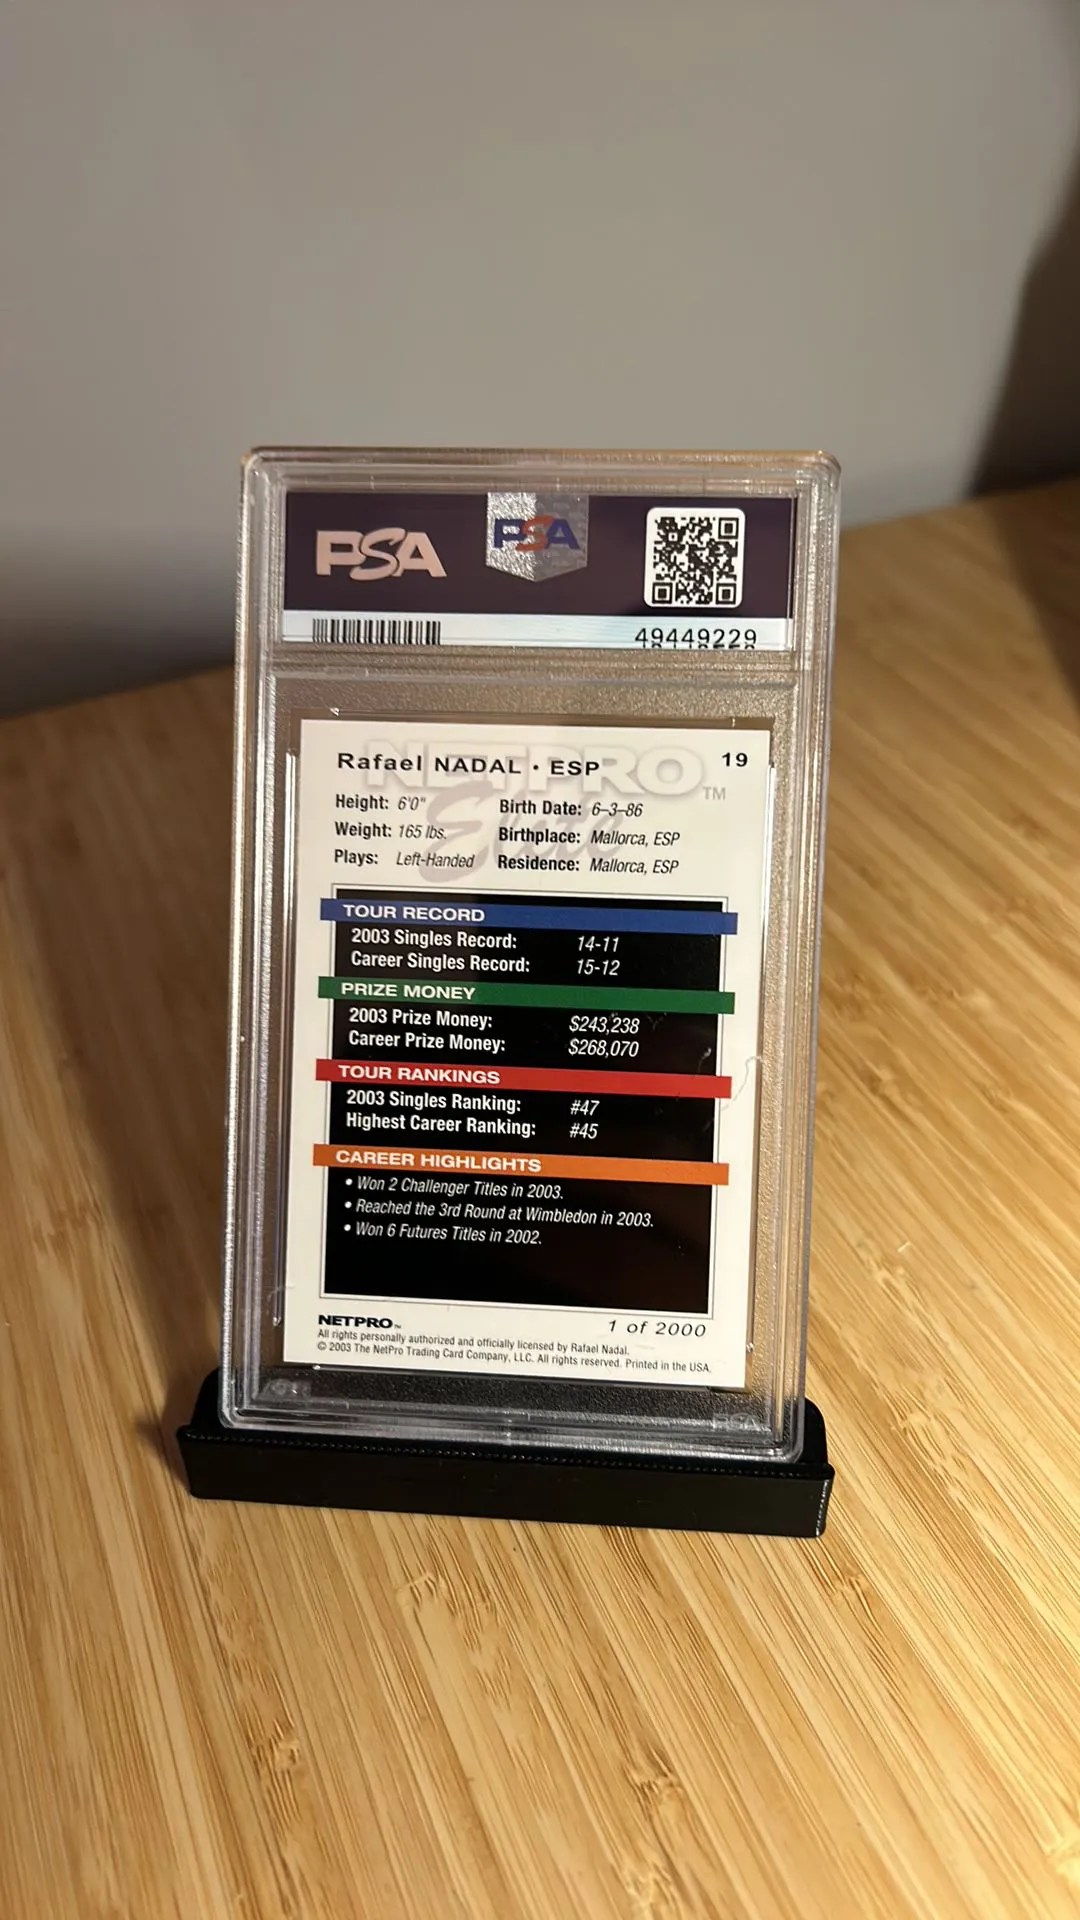 PSA PSA
49449229
NETPRO
Elite
TM
Rafael NADAL • ESP 19
Height: 6'0" Birth Date: 6–3–86
Weight: 165 lbs. Birthplace: Mallorca, ESP
Plays: Left-Handed Residence: Mallorca, ESP
TOUR RECORD
2003 Singles Record: 14-11
Career Singles Record: 15-12
PRIZE MONEY
2003 Prize Money: $243,238
Career Prize Money: $268,070
TOUR RANKINGS
2003 Singles Ranking: #47
Highest Career Ranking: #45
CAREER HIGHLIGHTS
• Won 2 Challenger Titles in 2003.
• Reached the 3rd Round at Wimbledon in 2003.
• Won 6 Futures Titles in 2002.
NETPRO™ 1 of 2000
All rights personally authorized and officially licensed by Rafael Nadal.
© 2003 The NetPro Trading Card Company, LLC. All rights reserved. Printed in the USA.
PSA